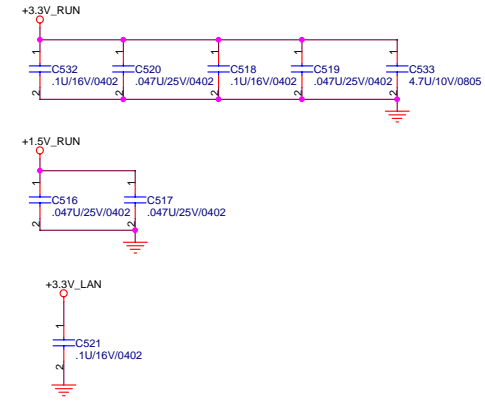 +3.3V_RUN
1 1 1 1 1
C532 C520 C518 C519 C533
.1U/16V/0402 .047U/25V/0402 .1U/16V/0402 .047U/25V/0402 4.7U/10V/0805
2 2 2 2 2
+1.5V_RUN
1 1
C516 C517
.047U/25V/0402 .047U/25V/0402
2 2
+3.3V_LAN
1
C521
.1U/16V/0402
2